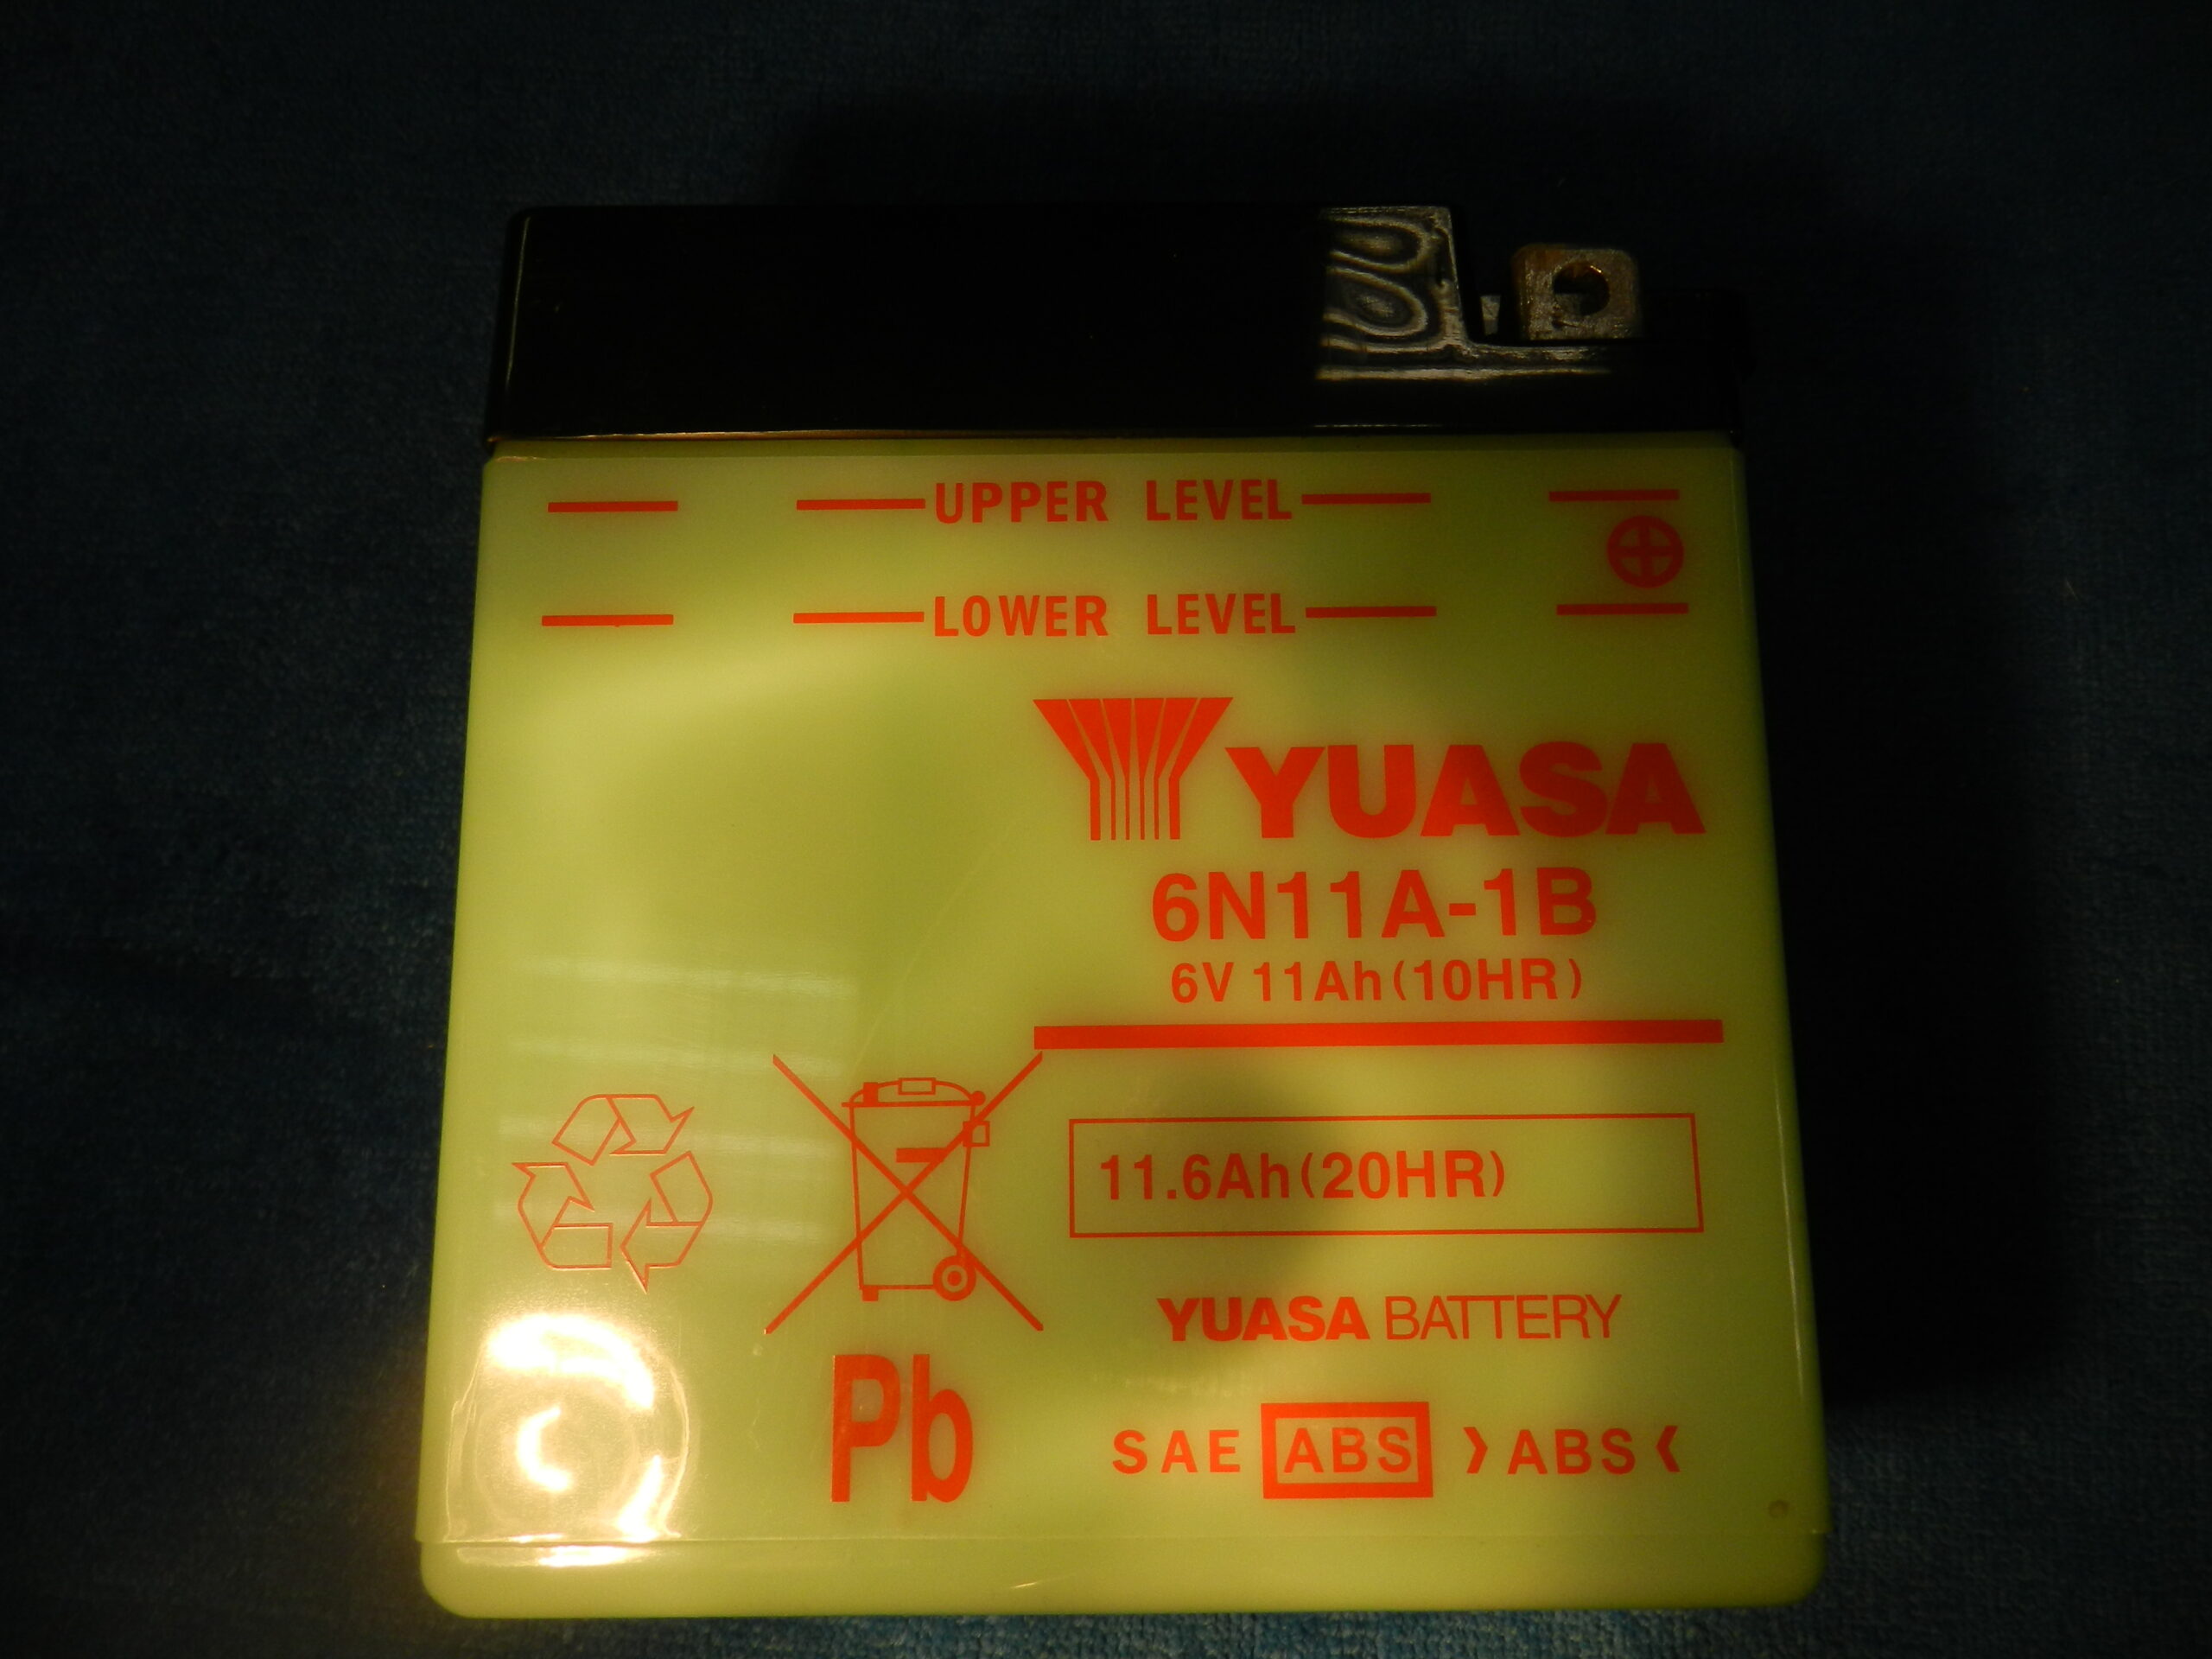 UPPER LEVEL
LOWER LEVEL
YUASA
6N11A-1B
6V 11Ah(10HR)
11.6Ah(20HR)
YUASA BATTERY
Pb
SAE ABS >ABS<